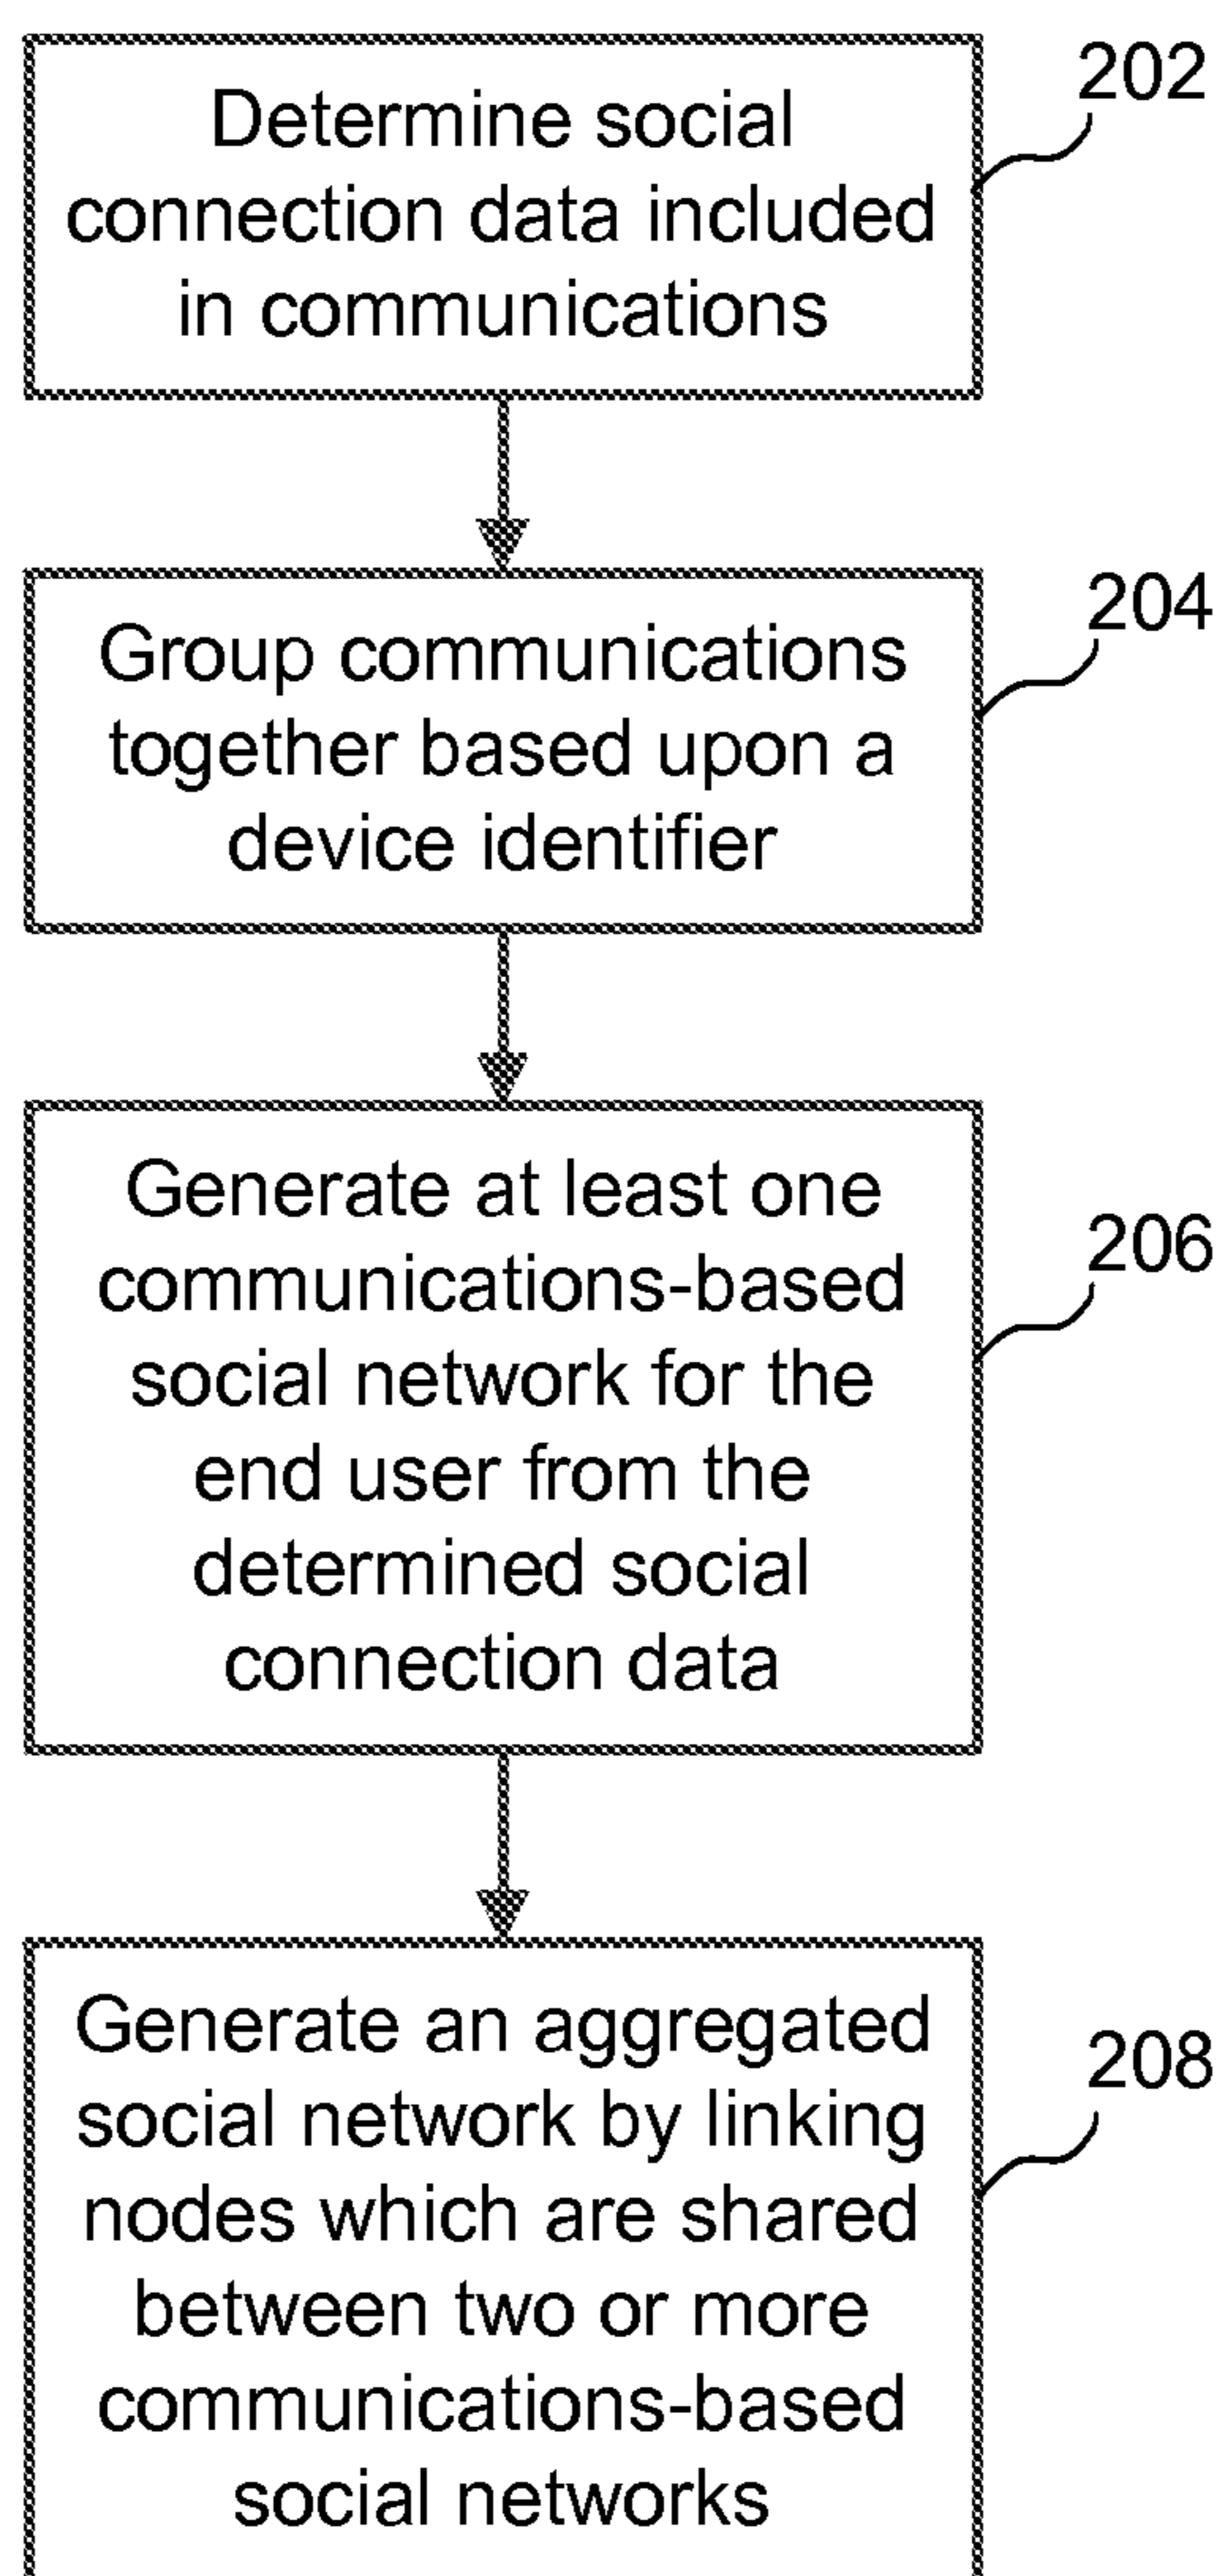 Determine social
connection data included
in communications
202
Group communications
together based upon a
device identifier
204
Generate at least one
communications-based
social network for the
end user from the
determined social
connection data
206
Generate an aggregated
social network by linking
nodes which are shared
between two or more
communications-based
social networks
208